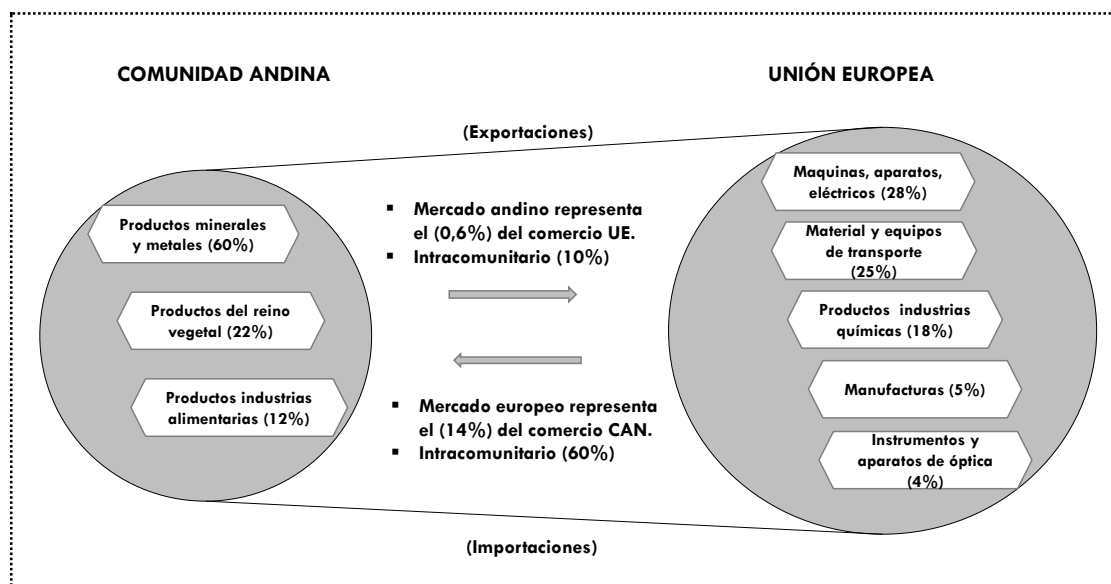 COMUNIDAD ANDINA
UNIÓN EUROPEA
(Exportaciones)
Productos minerales
y metales (60%)
Productos del reino
vegetal (22%)
Productos industrias
alimentarias (12%)
▪ Mercado andino representa
el (0,6%) del comercio UE.
▪ Intracomunitario (10%)
▪ Mercado europeo representa
el (14%) del comercio CAN.
▪ Intracomunitario (60%)
Maquinas, aparatos,
eléctricos (28%)
Material y equipos
de transporte
(25%)
Productos industrias
químicas (18%)
Manufacturas (5%)
Instrumentos y
aparatos de óptica
(4%)
(Importaciones)